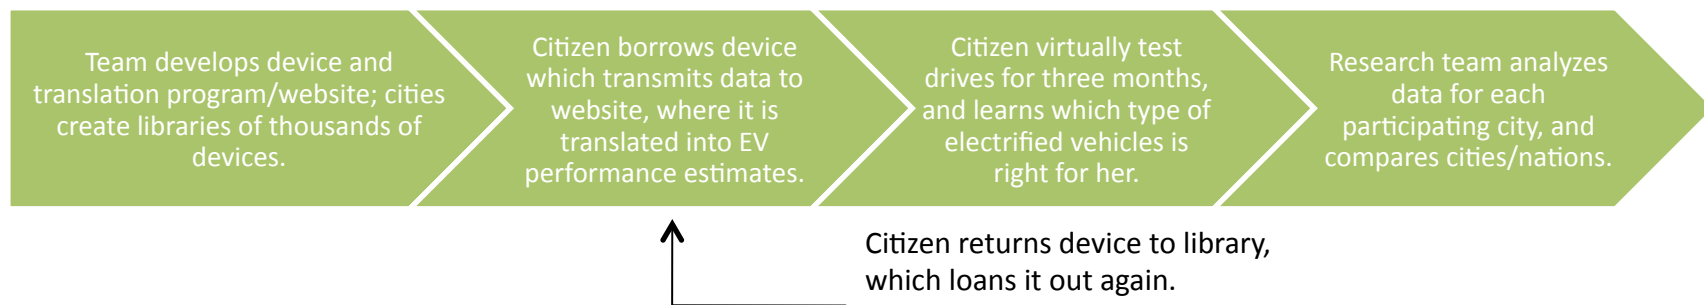 Team develops device and
translation program/website; cities
create libraries of thousands of
devices.
Citizen borrows device
which transmits data to
website, where it is
translated into EV
performance estimates.
Citizen virtually test
drives for three months,
and learns which type of
electrified vehicles is
right for her.
Research team analyzes
data for each
participating city, and
compares cities/nations.
Citizen returns device to library,
which loans it out again.